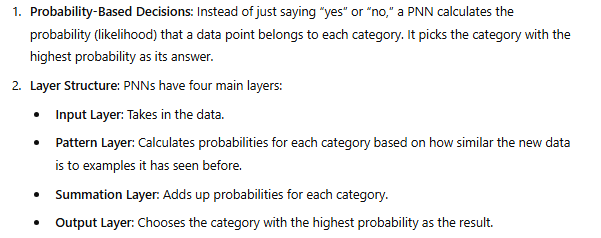 1. Probability-Based Decisions: Instead of just saying “yes” or “no,” a PNN calculates the
probability (likelihood) that a data point belongs to each category. It picks the category with the
highest probability as its answer.
2. Layer Structure: PNNs have four main layers:
• Input Layer: Takes in the data.
• Pattern Layer: Calculates probabilities for each category based on how similar the new data
is to examples it has seen before.
• Summation Layer: Adds up probabilities for each category.
• Output Layer: Chooses the category with the highest probability as the result.